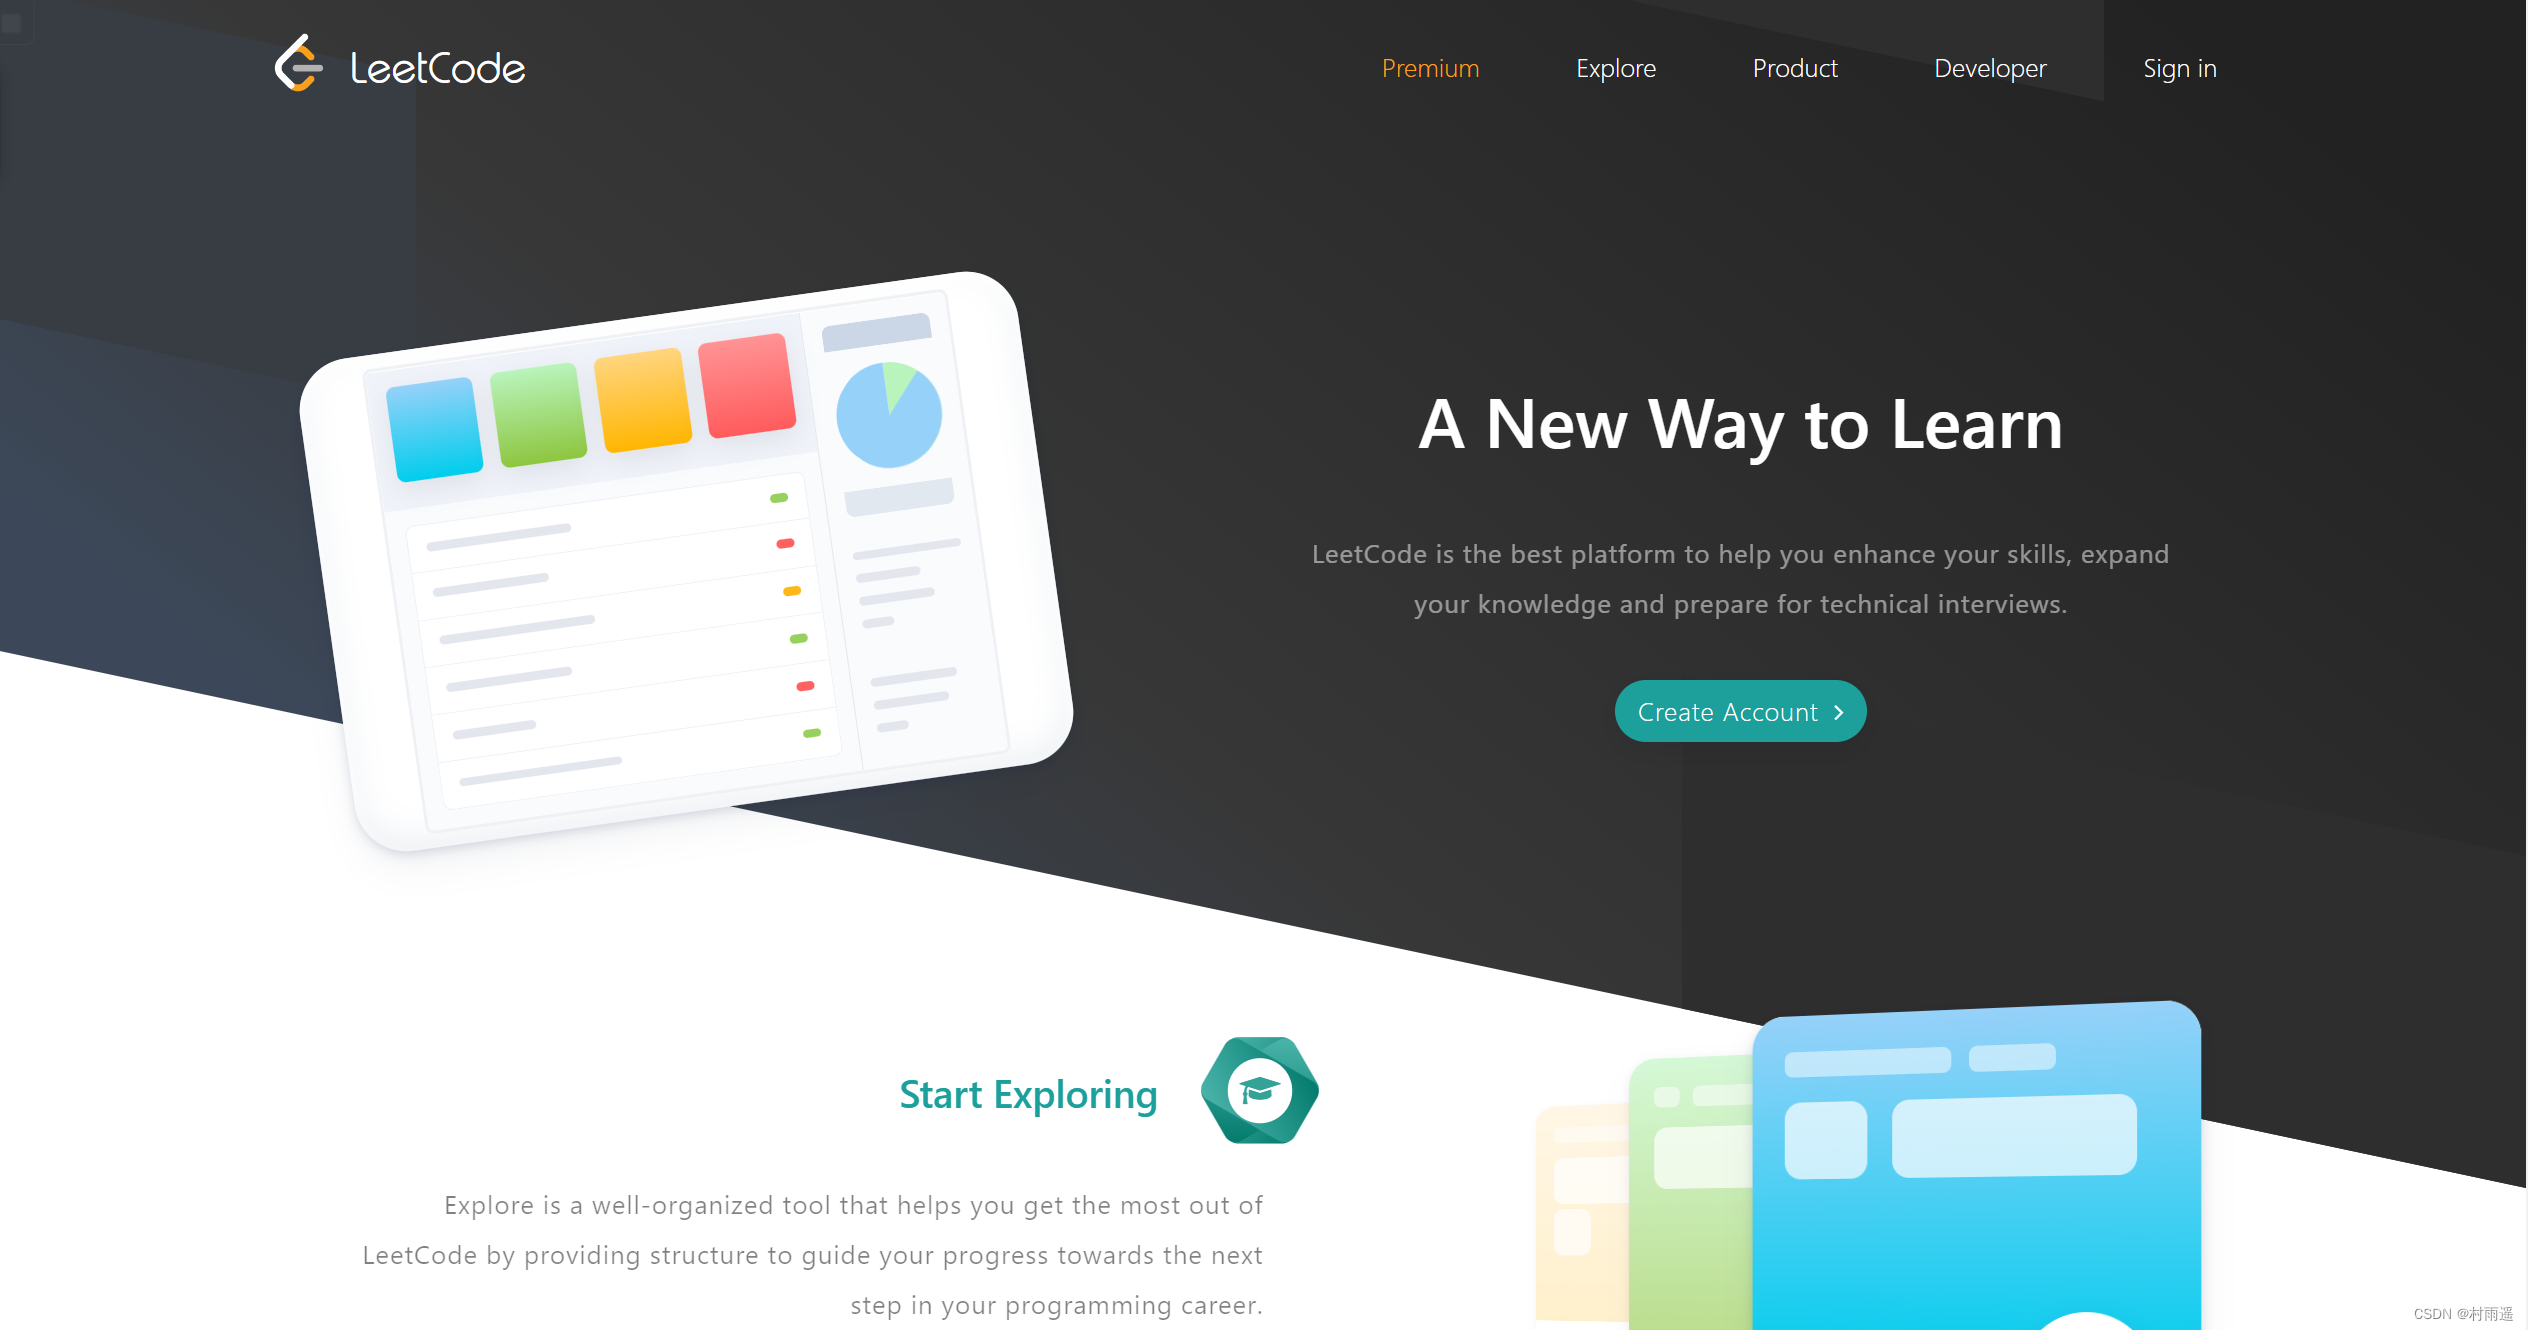 LeetCode
Premium
Explore
Product
Developer
Sign in
A New Way to Learn
LeetCode is the best platform to help you enhance your skills, expand
your knowledge and prepare for technical interviews.
Create Account
Start Exploring
Explore is a well-organized tool that helps you get the most out of
LeetCode by providing structure to guide your progress towards the next
step in your programming career.
CSDN @村雨遥